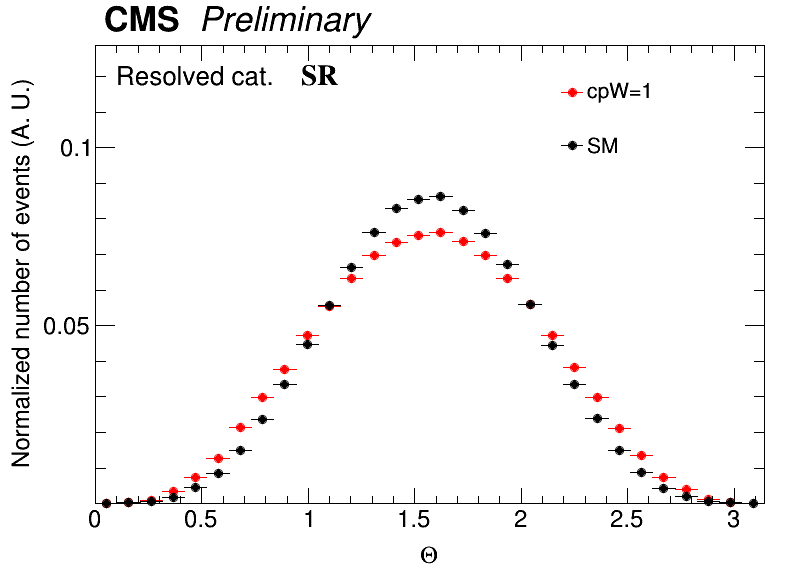 CMS Preliminary
Resolved cat. SR
cpW=1
SM
Normalized number of events (A. U.)
0.1
0.05
0 0.5 1 1.5 2 2.5 3
Θ